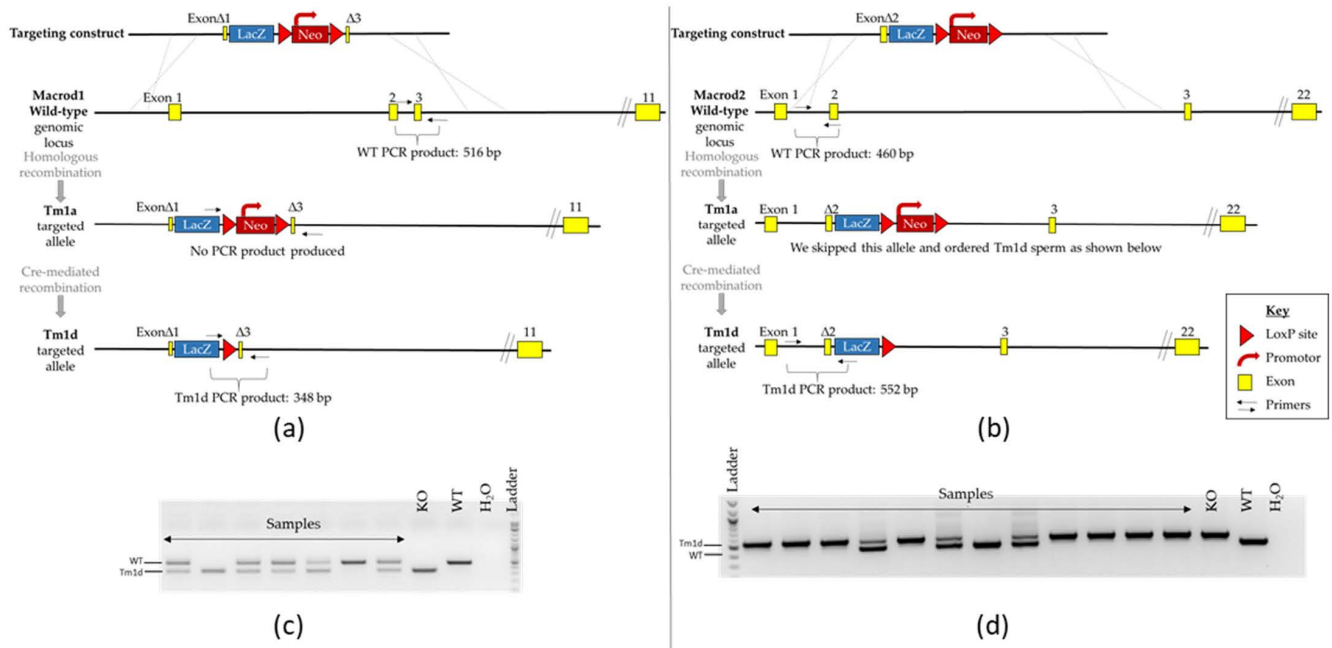 ExonΔ1
Δ3
LacZ
Neo
Targeting construct
Macrod1
Wild-type
genomic
locus
Exon 1
2
3
11
WT PCR product: 516 bp
Homologous
recombination
Tm1a
targeted
allele
ExonΔ1
Δ3
11
LacZ
Neo
No PCR product produced
Cre-mediated
recombination
Tm1d
targeted
allele
ExonΔ1
Δ3
11
LacZ
Tm1d PCR product: 348 bp
(a)
ExonΔ2
LacZ
Neo
Targeting construct
Macrod2
Wild-type
genomic
locus
Exon 1
2
3
22
WT PCR product: 460 bp
Homologous
recombination
Tm1a
targeted
allele
Exon 1
Δ2
3
22
LacZ
Neo
We skipped this allele and ordered Tm1d sperm as shown below
Cre-mediated
recombination
Tm1d
targeted
allele
Exon 1
Δ2
3
22
LacZ
Tm1d PCR product: 552 bp
(b)
Key
LoxP site
Promotor
Exon
Primers
Samples
KO
WT
H₂O
Ladder
WT
Tm1d
(c)
Ladder
Samples
KO
WT
H₂O
Tm1d
WT
(d)